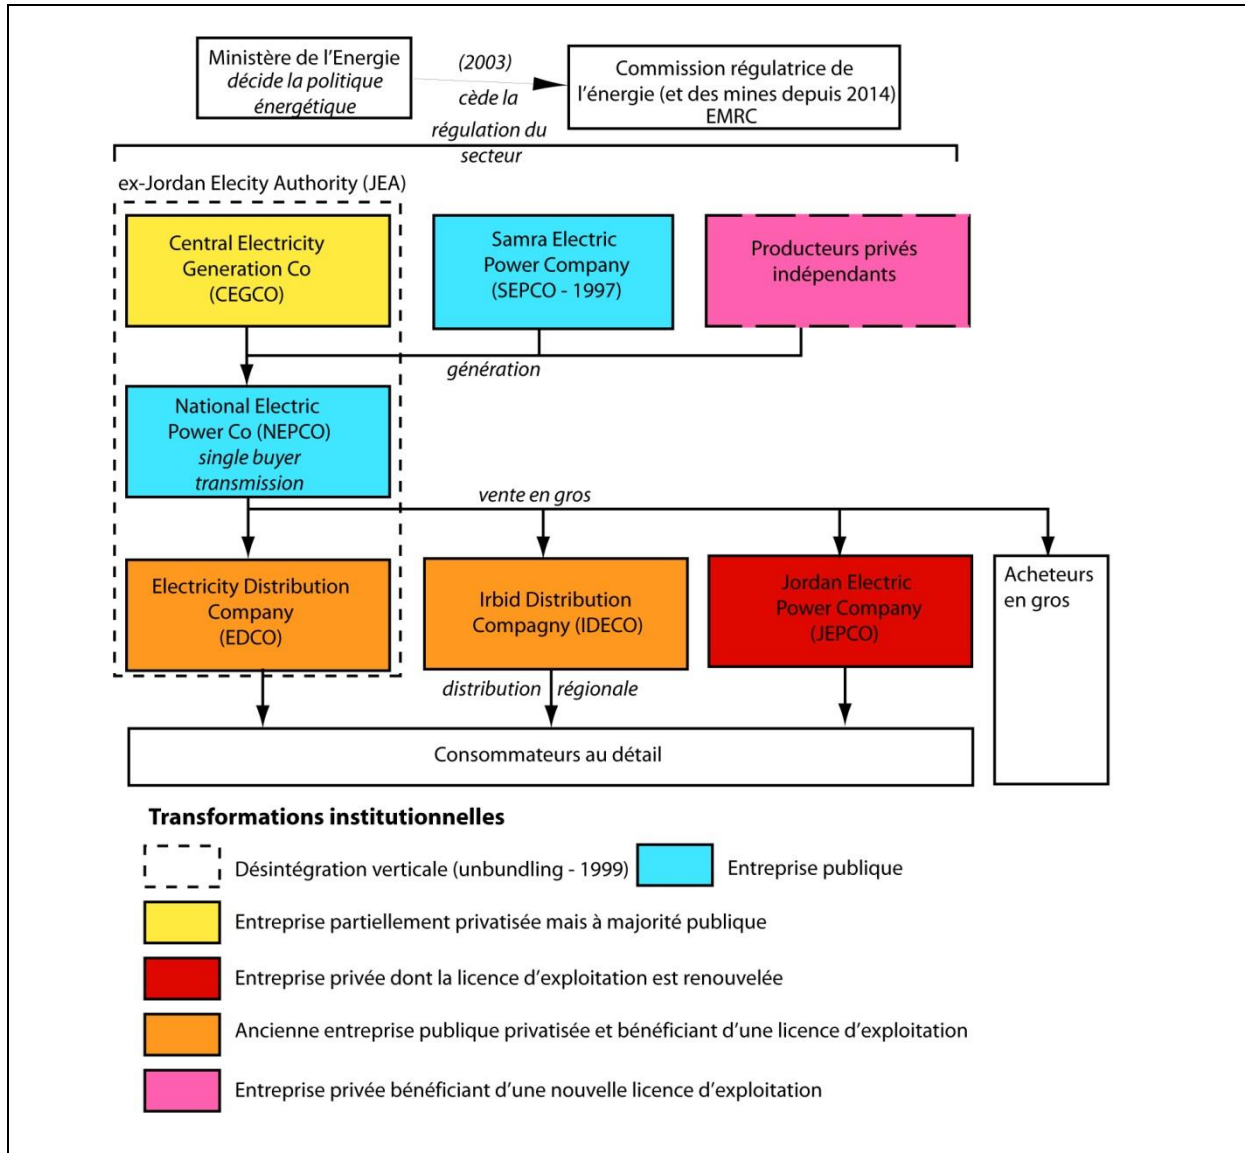 Ministère de l'Energie
décide la politique
énergétique
(2003)
cède la
régulation du
secteur
Commission régulatrice de
l'énergie (et des mines depuis 2014)
EMRC
ex-Jordan Elecity Authority (JEA)
Central Electricity
Generation Co
(CEGCO)
Samra Electric
Power Company
(SEPCO - 1997)
Producteurs privés
indépendants
génération
National Electric
Power Co (NEPCO)
single buyer
transmission
vente en gros
Electricity Distribution
Company
(EDCO)
Irbid Distribution
Compagny (IDECO)
Jordan Electric
Power Company
(JEPCO)
Acheteurs
en gros
distribution régionale
Consommateurs au détail
Transformations institutionnelles
Désintégration verticale (unbundling - 1999)
Entreprise publique
Entreprise partiellement privatisée mais à majorité publique
Entreprise privée dont la licence d'exploitation est renouvelée
Ancienne entreprise publique privatisée et bénéficiant d'une licence d'exploitation
Entreprise privée bénéficiant d'une nouvelle licence d'exploitation